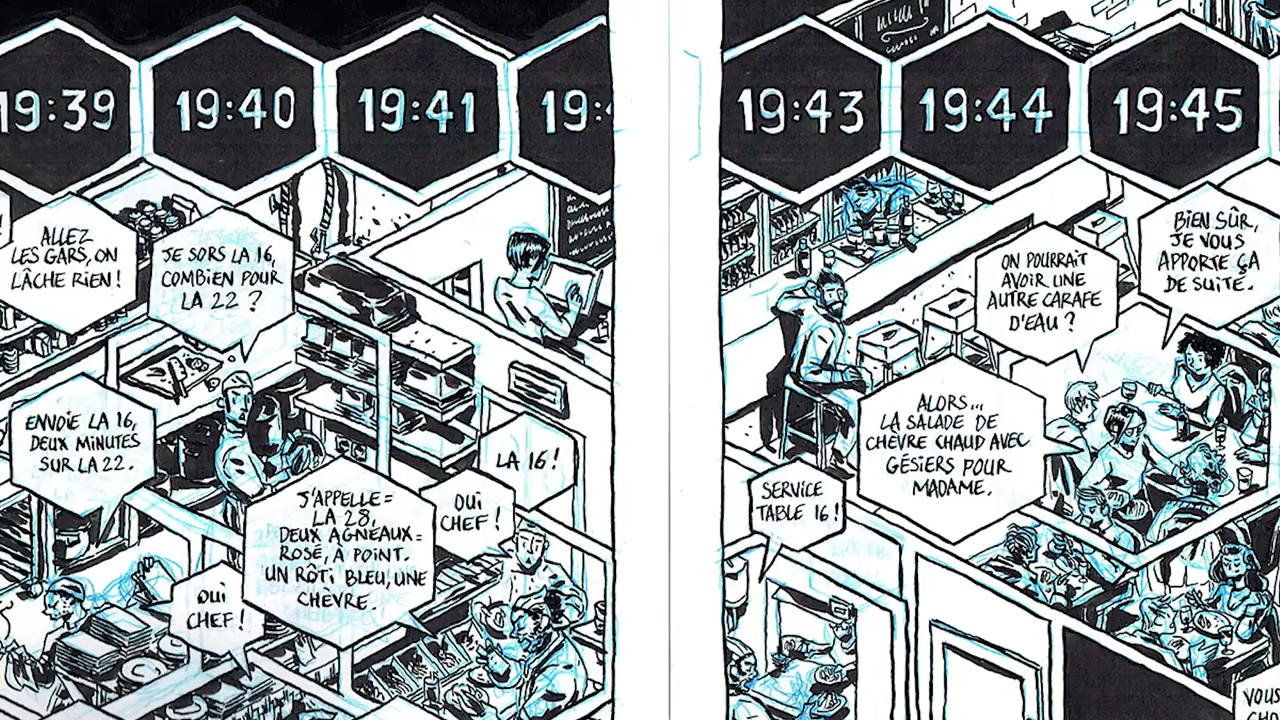 19:39
19:40
19:41
19:4
19:43
19:44
19:45
ALLEZ
LES GARS, ON
LÂCHE RIEN !
JE SORS LA 16,
COMBIEN POUR
LA 22 ?
ENVOIE LA 16,
DEUX MINUTES
SUR LA 22.
J'APPELLE =
LA 28,
DEUX AGNEAUX =
ROSÉ, À POINT.
UN RÔTI BLEU, UNE
CHÈVRE.
LA 16 !
OUI
CHEF !
OUI
CHEF !
BIEN SÛR,
JE VOUS
APPORTE ÇA
DE SUITE.
ON POURRAIT
AVOIR UNE
AUTRE CARAFE
D'EAU ?
ALORS...
LA SALADE DE
CHÈVRE CHAUD AVEC
GÉSIERS POUR
MADAME.
SERVICE
TABLE 16 !
VOUS